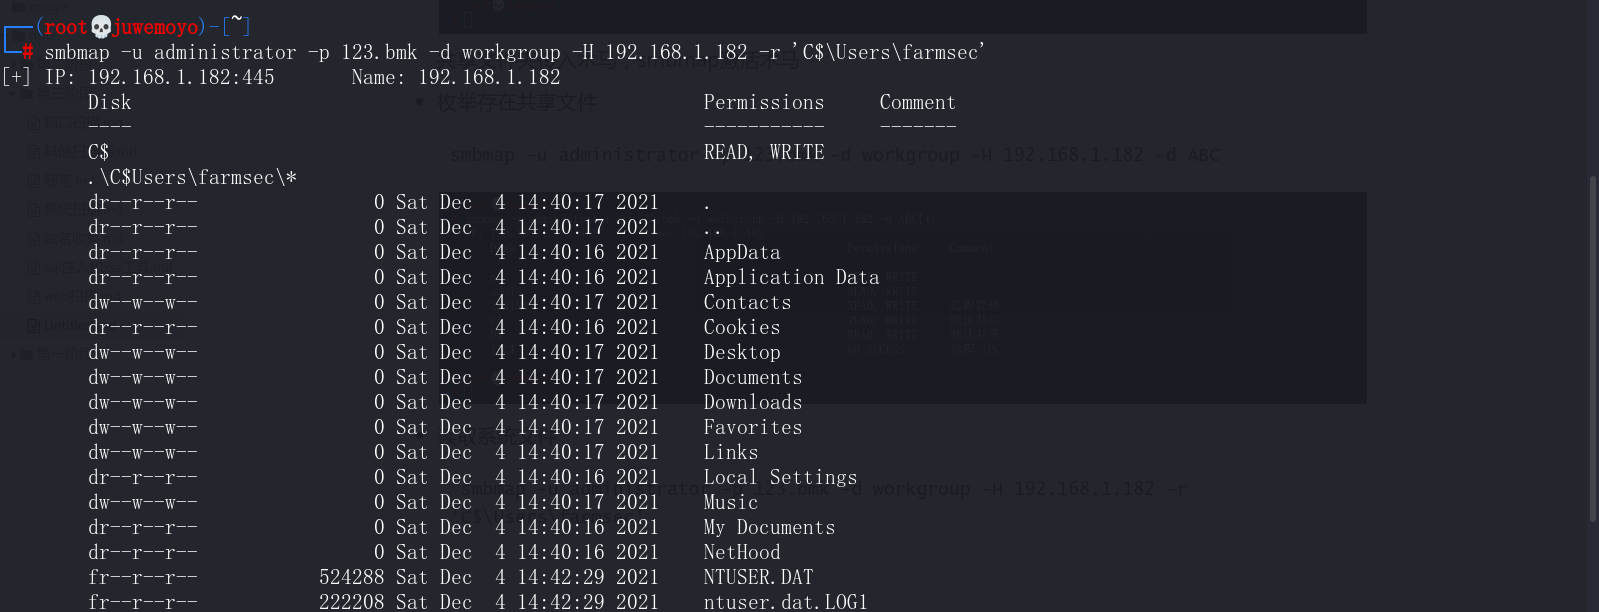 ┌──(root💀juwemoyo)-[~]
└─# smbmap -u administrator -p 123.bmk -d workgroup -H 192.168.1.182 -r 'C$\Users\farmsec'
[+] IP: 192.168.1.182:445 Name: 192.168.1.182
Disk Permissions Comment
---- ----------- -------
C$ READ, WRITE
.\C$Users\farmsec\*
dr--r--r-- 0 Sat Dec 4 14:40:17 2021 .
dr--r--r-- 0 Sat Dec 4 14:40:17 2021 ..
dr--r--r-- 0 Sat Dec 4 14:40:16 2021 AppData
dr--r--r-- 0 Sat Dec 4 14:40:16 2021 Application Data
dw--w--w-- 0 Sat Dec 4 14:40:17 2021 Contacts
dr--r--r-- 0 Sat Dec 4 14:40:16 2021 Cookies
dw--w--w-- 0 Sat Dec 4 14:40:17 2021 Desktop
dw--w--w-- 0 Sat Dec 4 14:40:17 2021 Documents
dw--w--w-- 0 Sat Dec 4 14:40:17 2021 Downloads
dw--w--w-- 0 Sat Dec 4 14:40:17 2021 Favorites
dw--w--w-- 0 Sat Dec 4 14:40:17 2021 Links
dr--r--r-- 0 Sat Dec 4 14:40:16 2021 Local Settings
dw--w--w-- 0 Sat Dec 4 14:40:17 2021 Music
dr--r--r-- 0 Sat Dec 4 14:40:16 2021 My Documents
dr--r--r-- 0 Sat Dec 4 14:40:16 2021 NetHood
fr--r--r-- 524288 Sat Dec 4 14:42:29 2021 NTUSER.DAT
fr--r--r-- 222208 Sat Dec 4 14:42:29 2021 ntuser.dat.LOG1